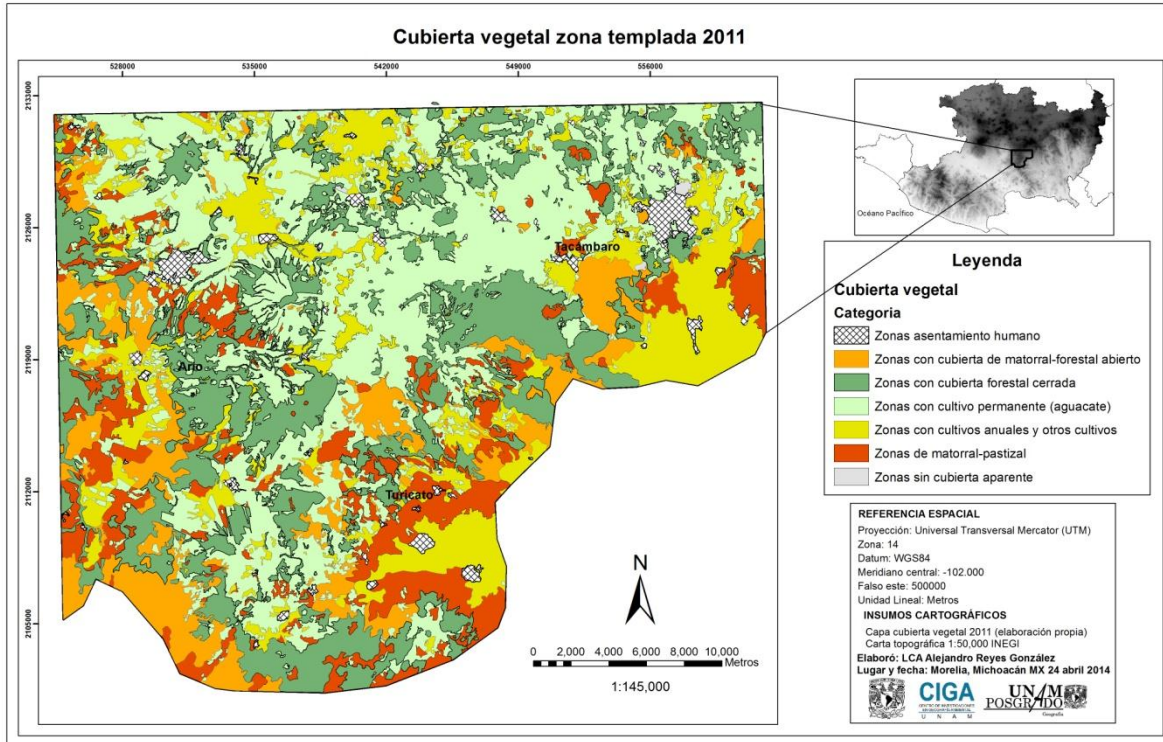 Cubierta vegetal zona templada 2011
528000 535000 542000 549000 556000
2133000
2126000
2119000
2112000
2105000
Tacámbaro
Ario
Turicato
N
0 2,000 4,000 6,000 8,000 10,000
Metros
1:145,000
Océano Pacífico
Leyenda
Cubierta vegetal
Categoria
Zonas asentamiento humano
Zonas con cubierta de matorral-forestal abierto
Zonas con cubierta forestal cerrada
Zonas con cultivo permanente (aguacate)
Zonas con cultivos anuales y otros cultivos
Zonas de matorral-pastizal
Zonas sin cubierta aparente
REFERENCIA ESPACIAL
Proyección: Universal Transversal Mercator (UTM)
Zona: 14
Datum: WGS84
Meridiano central: -102.000
Falso este: 500000
Unidad Lineal: Metros
INSUMOS CARTOGRÁFICOS
Capa cubierta vegetal 2011 (elaboración propia)
Carta topográfica 1:50,000 INEGI
Elaboró: LCA Alejandro Reyes González
Lugar y fecha: Morelia, Michoacán MX 24 abril 2014
CIGA
UNAM
UNAM
POSGRADO
Geografía